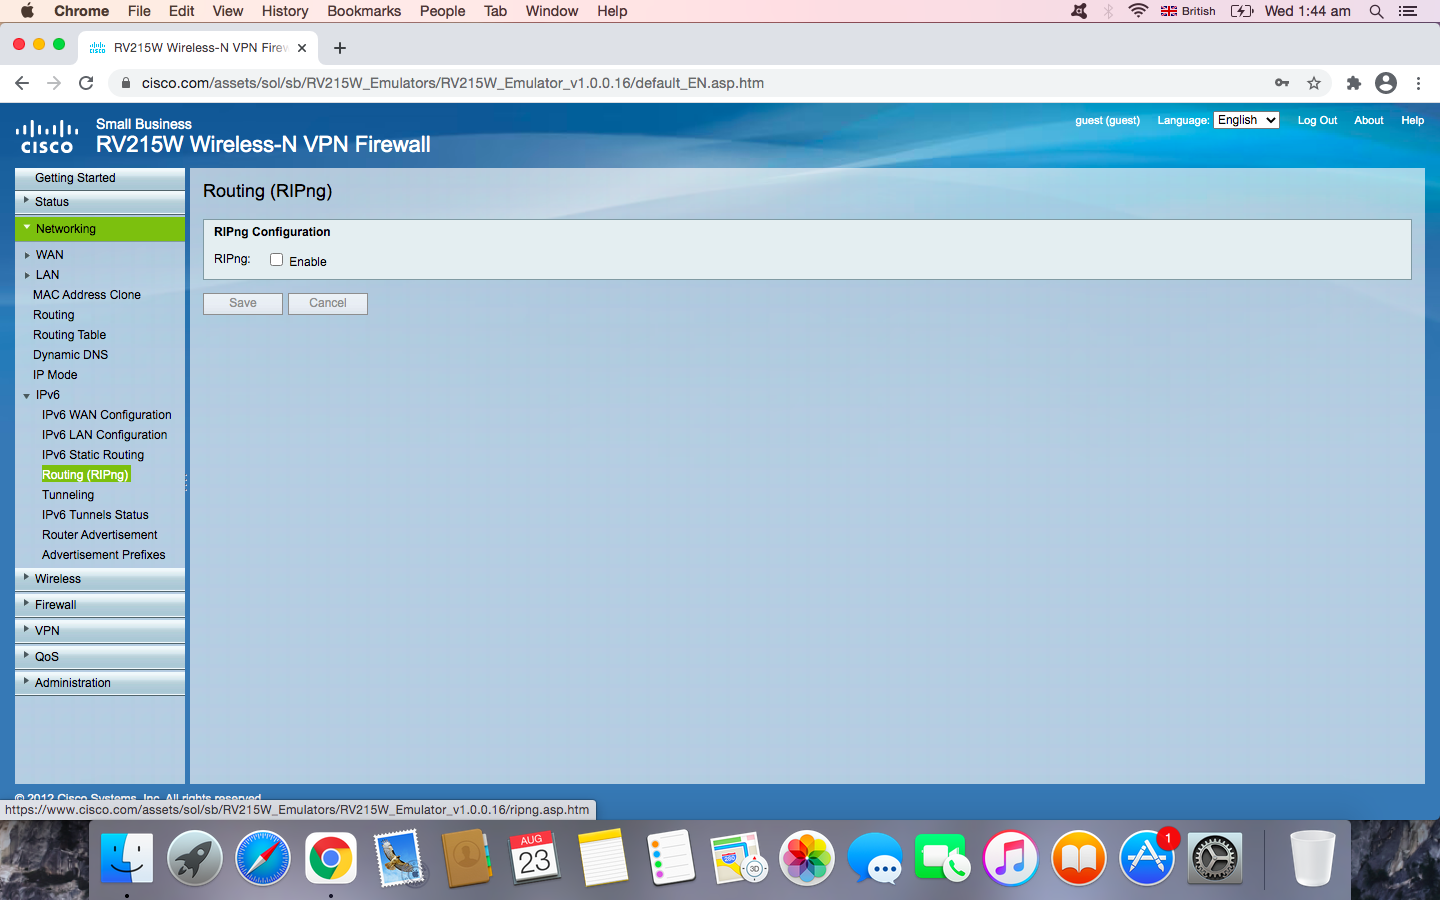 Chrome File Edit View History Bookmarks People Tab Window Help British Wed 1:44 am
RV215W Wireless-N VPN Firew
cisco.com/assets/sol/sb/RV215W_Emulators/RV215W_Emulator_v1.0.0.16/default_EN.asp.htm
cisco
Small Business
RV215W Wireless-N VPN Firewall
guest (guest) Language: English Log Out About Help
Getting Started
Status
Networking
WAN
LAN
MAC Address Clone
Routing
Routing Table
Dynamic DNS
IP Mode
IPv6
IPv6 WAN Configuration
IPv6 LAN Configuration
IPv6 Static Routing
Routing (RIPng)
Tunneling
IPv6 Tunnels Status
Router Advertisement
Advertisement Prefixes
Wireless
Firewall
VPN
QoS
Administration
Routing (RIPng)
RIPng Configuration
RIPng: Enable
Save Cancel
© 2012 Cisco Systems, Inc. All rights reserved.
https://www.cisco.com/assets/sol/sb/RV215W_Emulators/RV215W_Emulator_v1.0.0.16/ripng.asp.htm
AUG
23
280
3D
1